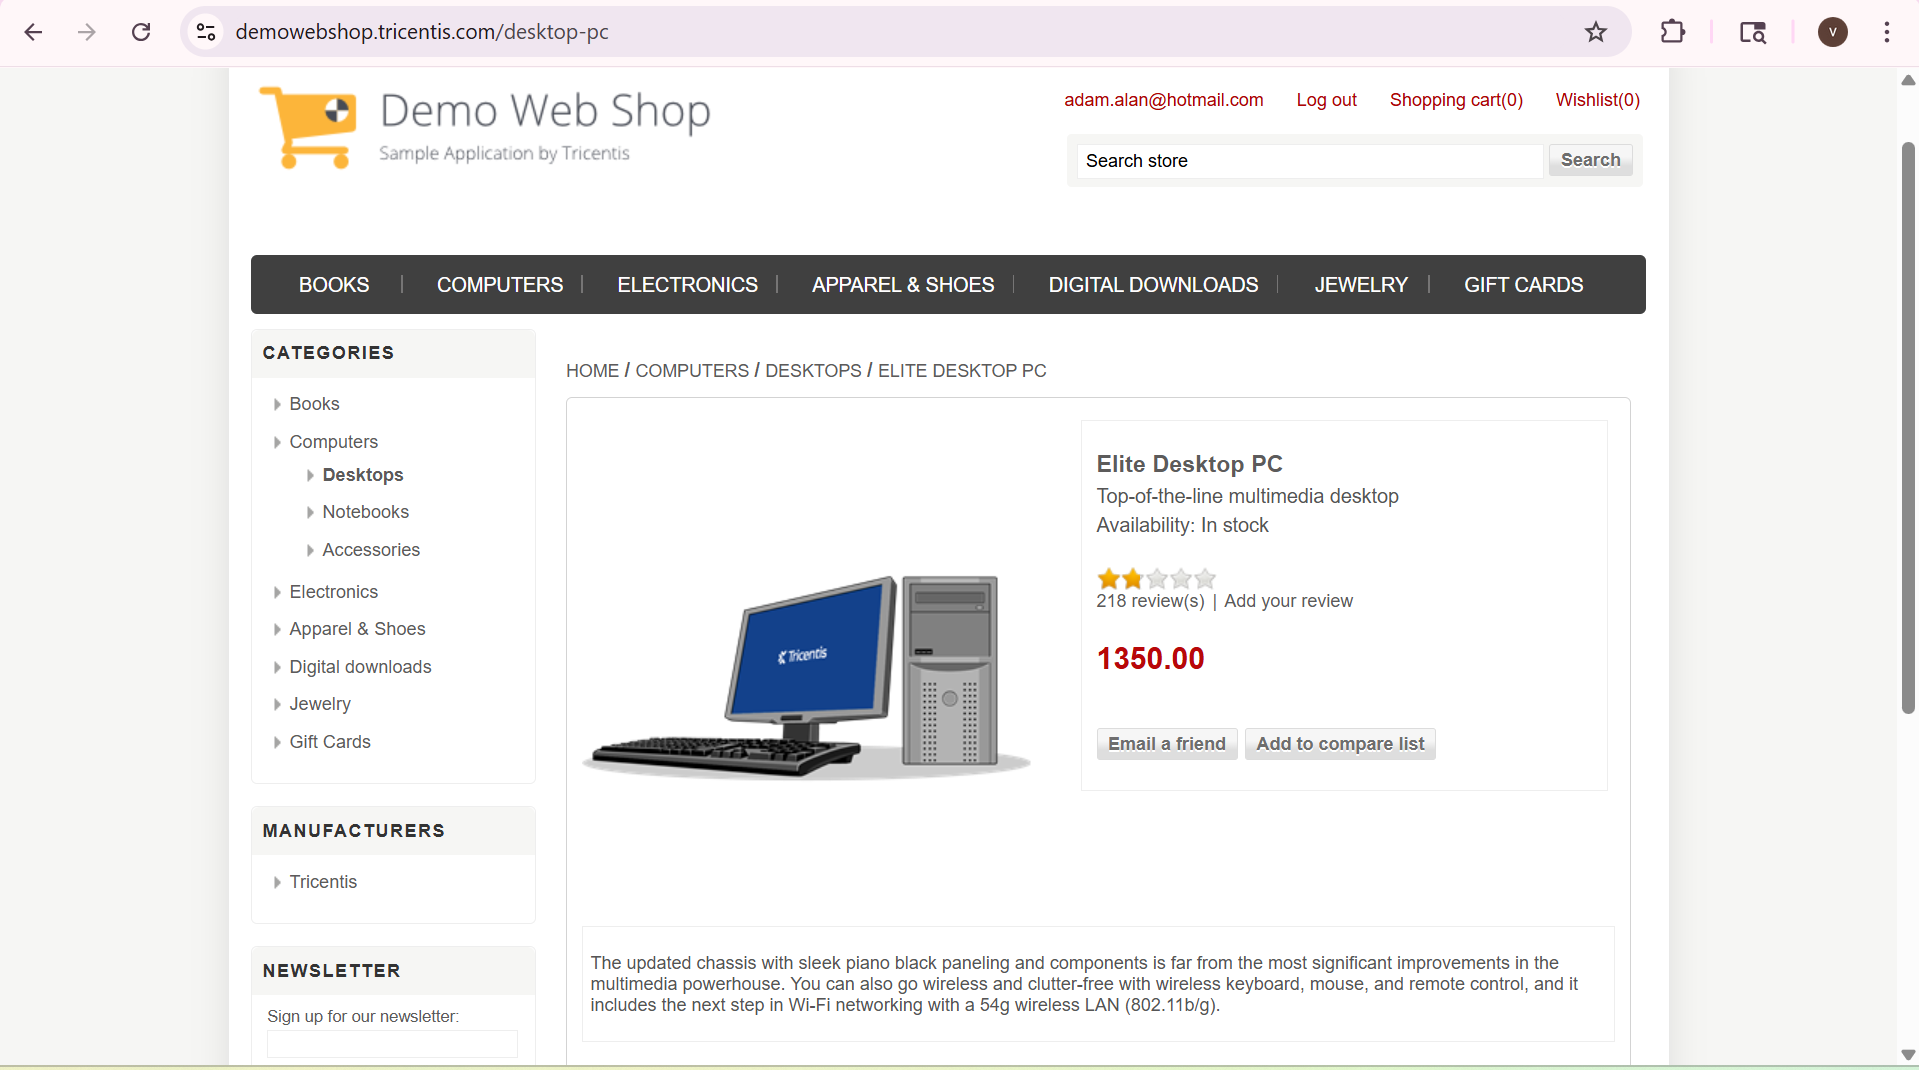 demowebshop.tricentis.com/desktop-pc
V
Demo Web Shop
Sample Application by Tricentis
adam.alan@hotmail.com Log out Shopping cart(0) Wishlist(0)
Search store Search
BOOKS COMPUTERS ELECTRONICS APPAREL & SHOES DIGITAL DOWNLOADS JEWELRY GIFT CARDS
CATEGORIES
Books
Computers
Desktops
Notebooks
Accessories
Electronics
Apparel & Shoes
Digital downloads
Jewelry
Gift Cards
MANUFACTURERS
Tricentis
NEWSLETTER
Sign up for our newsletter:
HOME / COMPUTERS / DESKTOPS / ELITE DESKTOP PC
Tricentis
Elite Desktop PC
Top-of-the-line multimedia desktop
Availability: In stock
218 review(s) | Add your review
1350.00
Email a friend Add to compare list
The updated chassis with sleek piano black paneling and components is far from the most significant improvements in the
multimedia powerhouse. You can also go wireless and clutter-free with wireless keyboard, mouse, and remote control, and it
includes the next step in Wi-Fi networking with a 54g wireless LAN (802.11b/g).